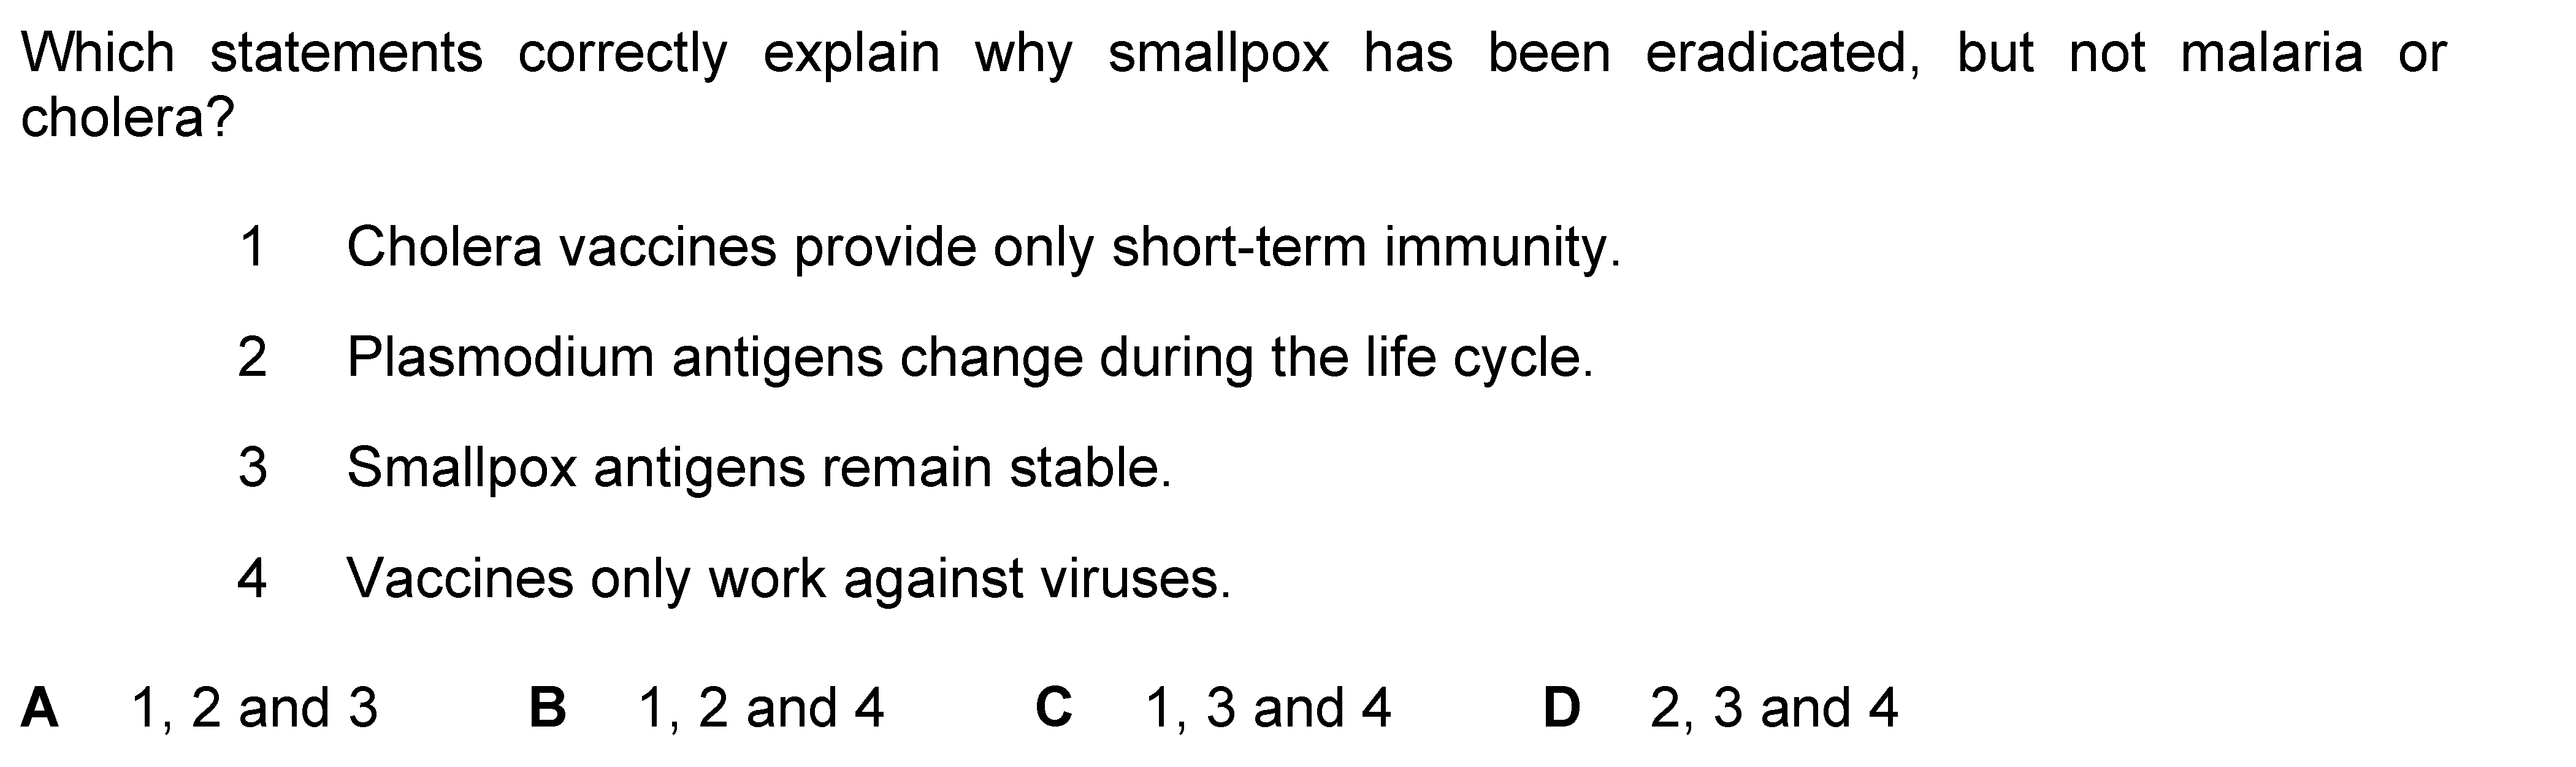 Which statements correctly explain why smallpox has been eradicated, but not malaria or
cholera?
1 Cholera vaccines provide only short-term immunity.
2 Plasmodium antigens change during the life cycle.
3 Smallpox antigens remain stable.
4 Vaccines only work against viruses.
A 1, 2 and 3 B 1, 2 and 4 C 1, 3 and 4 D 2, 3 and 4